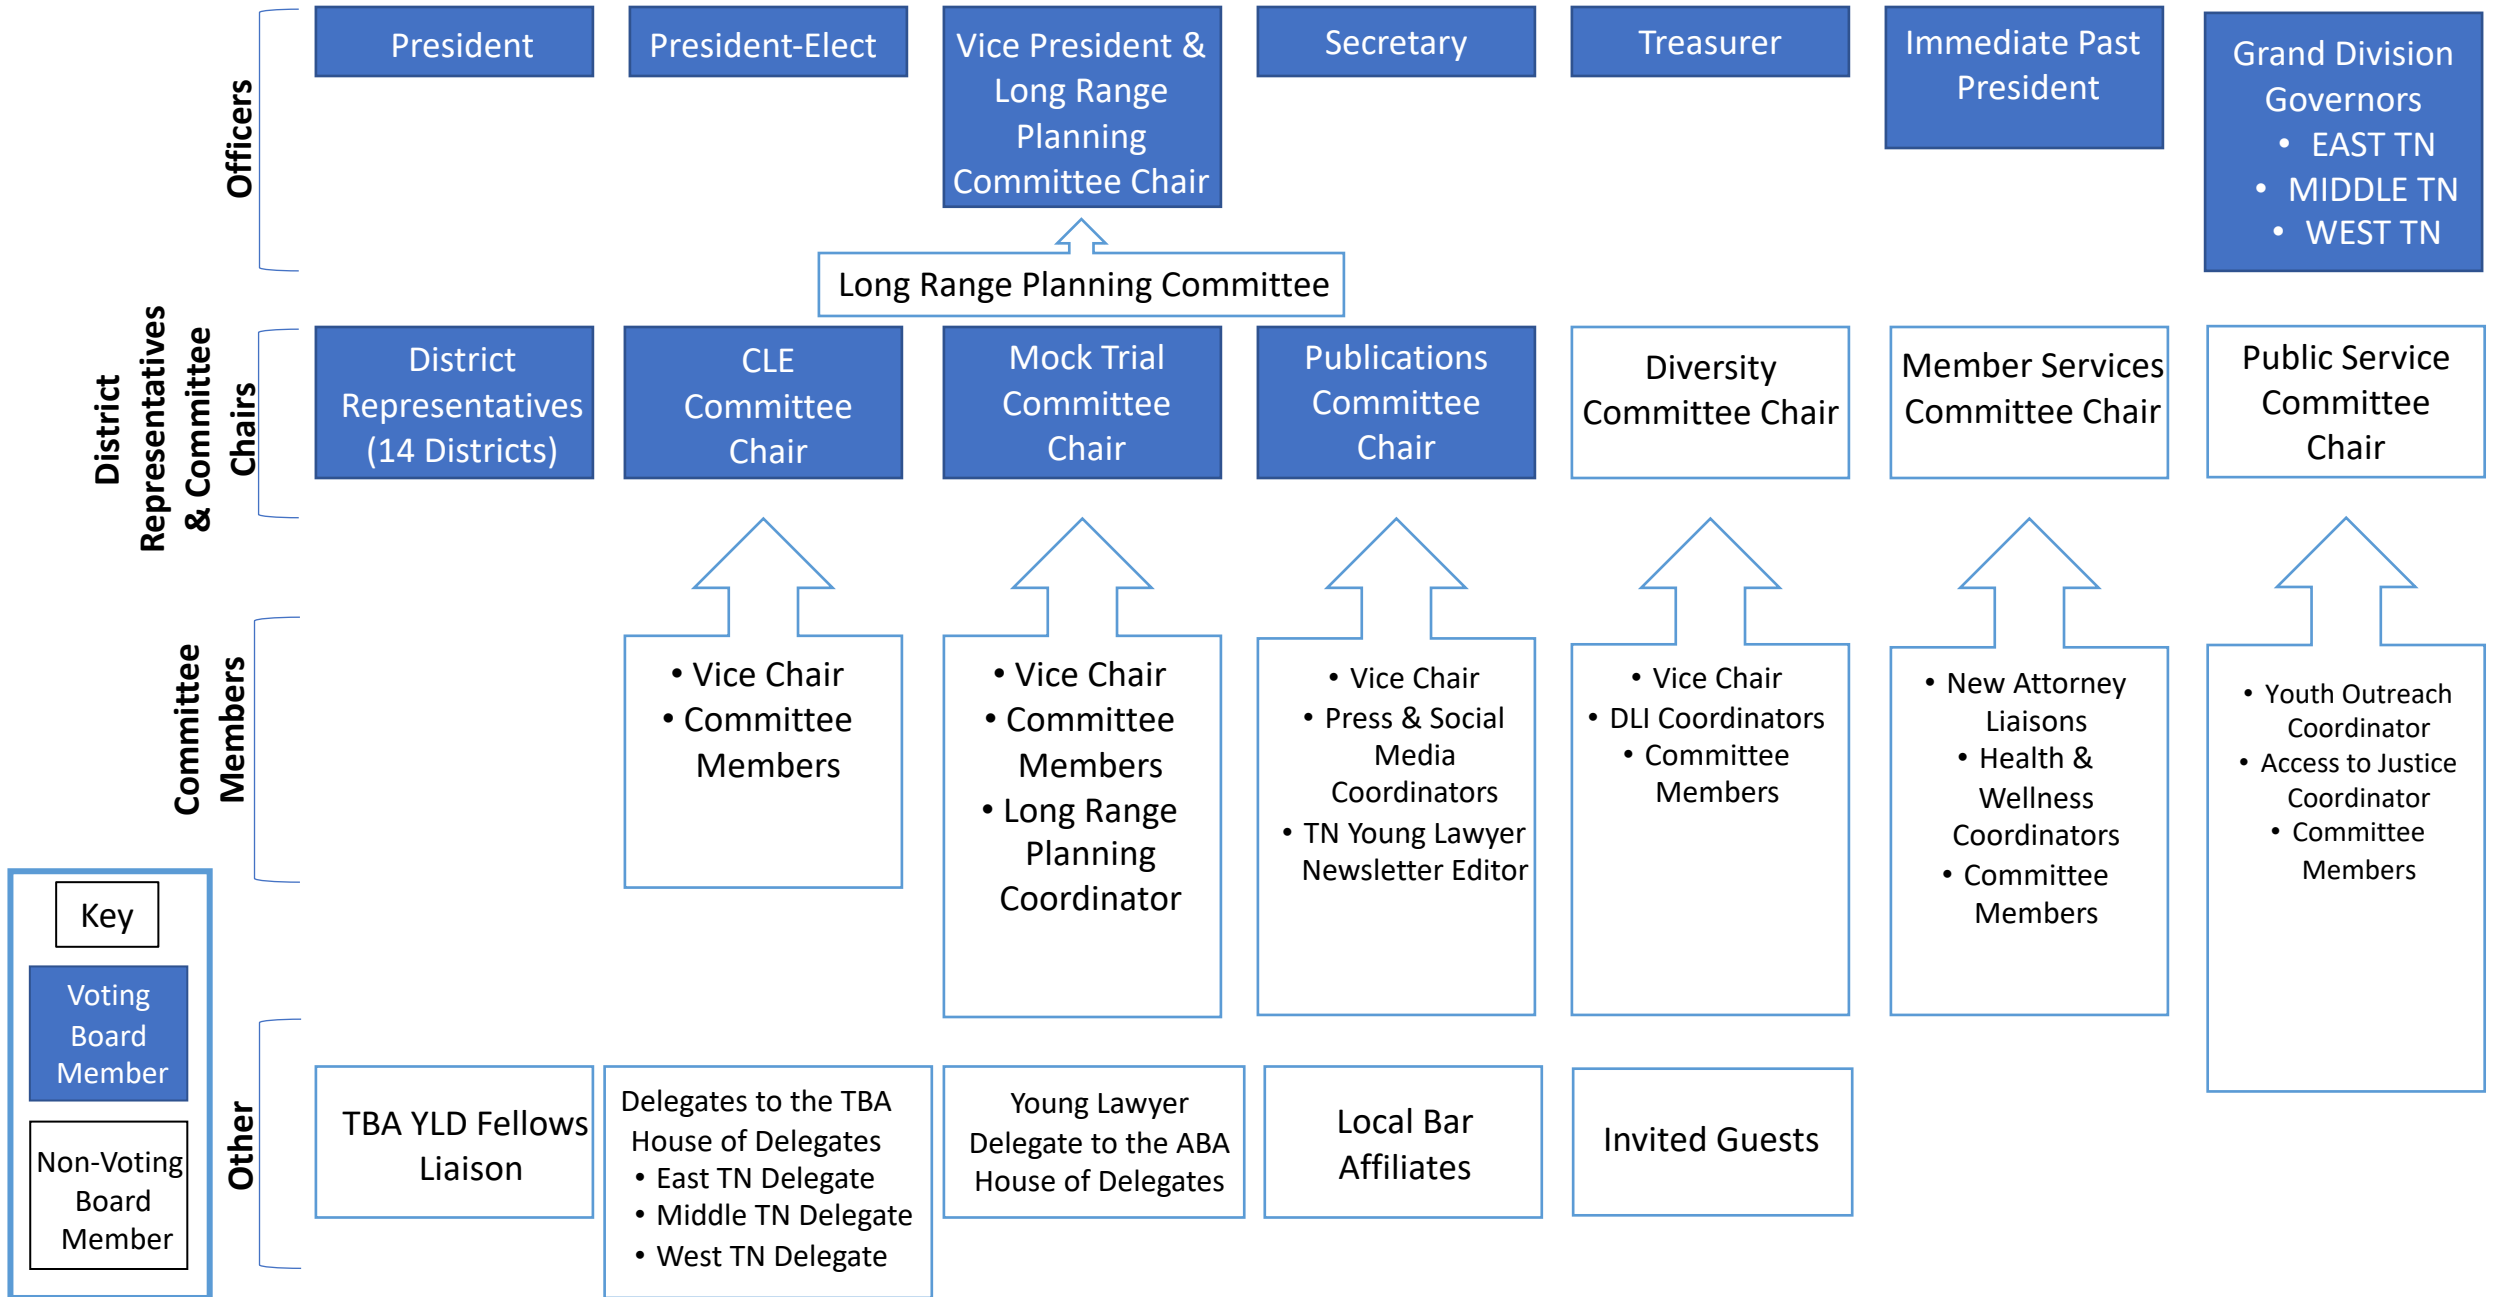 Officers
President
President-Elect
Vice President &
Long Range
Planning
Committee Chair
Secretary
Treasurer
Immediate Past
President
Grand Division
Governors
• EAST TN
• MIDDLE TN
• WEST TN
Long Range Planning Committee
District
Representatives
& Committee
Chairs
District
Representatives
(14 Districts)
CLE
Committee
Chair
Mock Trial
Committee
Chair
Publications
Committee
Chair
Diversity
Committee Chair
Member Services
Committee Chair
Public Service
Committee
Chair
Committee
Members
• Vice Chair
• Committee
Members
• Vice Chair
• Committee
Members
• Long Range
Planning
Coordinator
• Vice Chair
• Press & Social
Media
Coordinators
• TN Young Lawyer
Newsletter Editor
• Vice Chair
• DLI Coordinators
• Committee
Members
• New Attorney
Liaisons
• Health &
Wellness
Coordinators
• Committee
Members
• Youth Outreach
Coordinator
• Access to Justice
Coordinator
• Committee
Members
Key
Voting
Board
Member
Non-Voting
Board
Member
Other
TBA YLD Fellows
Liaison
Delegates to the TBA
House of Delegates
• East TN Delegate
• Middle TN Delegate
• West TN Delegate
Young Lawyer
Delegate to the ABA
House of Delegates
Local Bar
Affiliates
Invited Guests